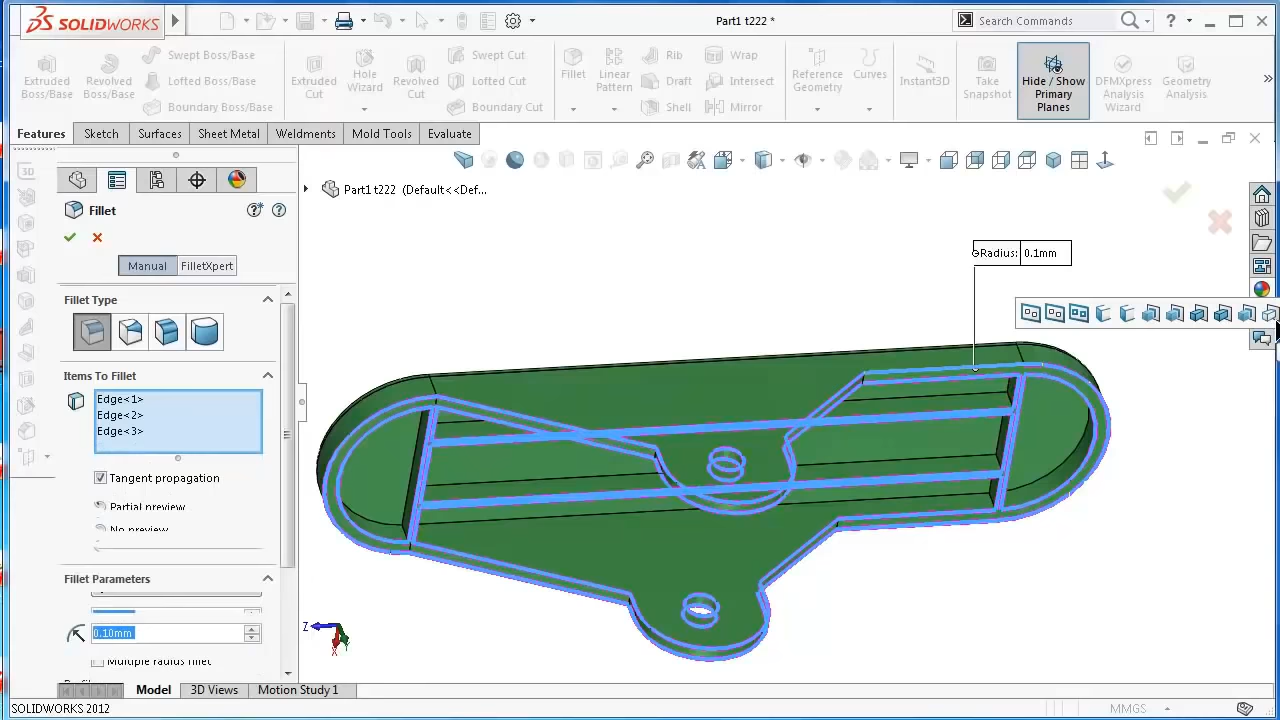 SOLIDWORKS
Part1 t222 *
Search Commands
Extruded Boss/Base
Revolved Boss/Base
Swept Boss/Base
Lofted Boss/Base
Boundary Boss/Base
Extruded Cut
Hole Wizard
Revolved Cut
Swept Cut
Lofted Cut
Boundary Cut
Fillet
Linear Pattern
Rib
Draft
Shell
Wrap
Intersect
Mirror
Reference Geometry
Curves
Instant3D
Take Snapshot
Hide / Show Primary Planes
DFMXpress Analysis Wizard
Geometry Analysis
Features Sketch Surfaces Sheet Metal Weldments Mold Tools Evaluate
Part1 t222 (Default<<Def...
3D
Fillet
Manual FilletXpert
Fillet Type
Items To Fillet
Edge<1>
Edge<2>
Edge<3>
Tangent propagation
Partial preview
No preview
Fillet Parameters
0.10mm
Multiple radius fillet
Radius: 0.1mm
Z
X
Model 3D Views Motion Study 1
SOLIDWORKS 2012
MMGS